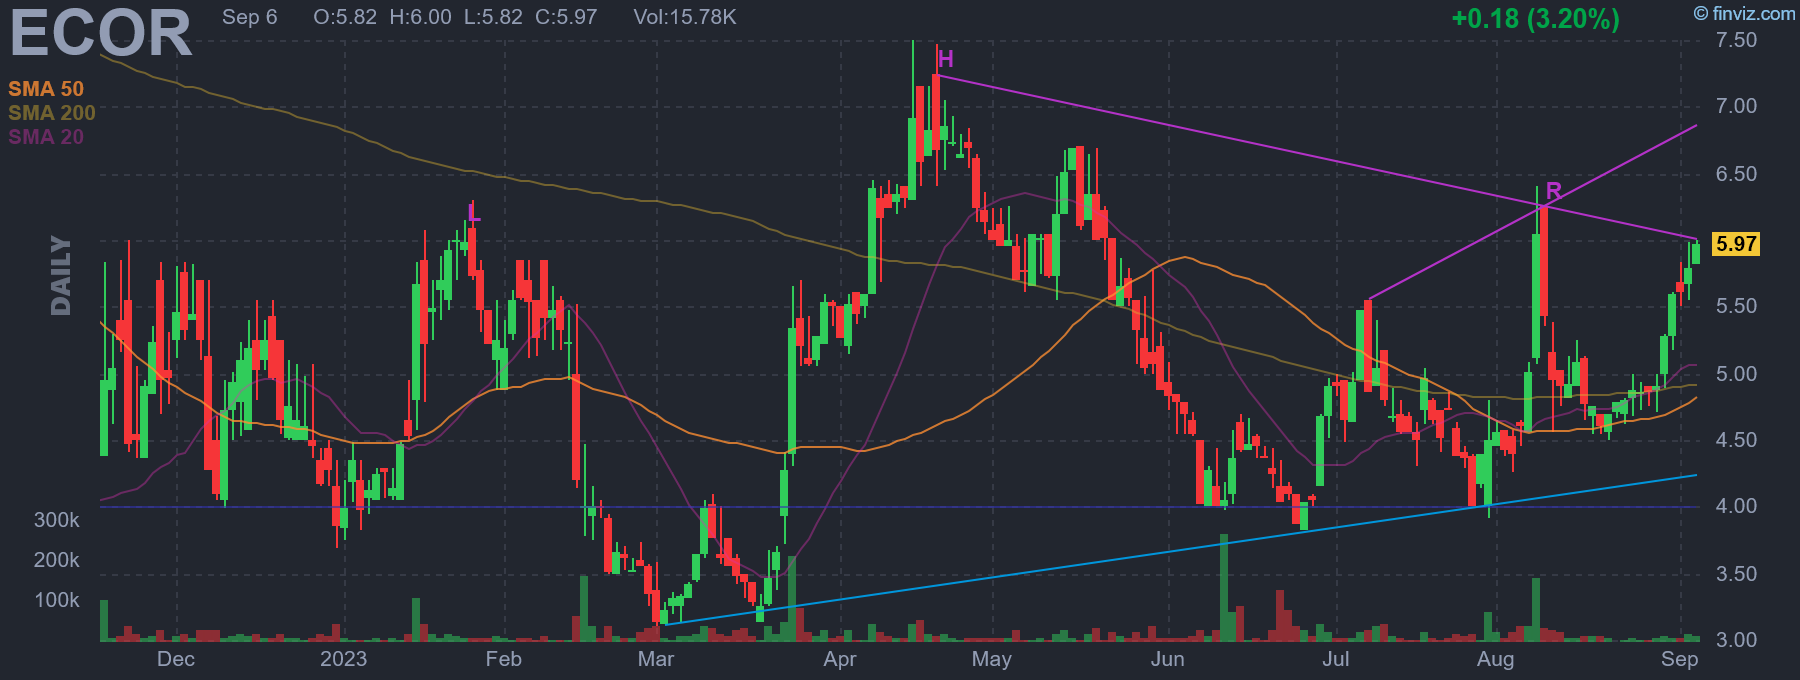 ECOR Sep 6 O:5.82 H:6.00 L:5.82 C:5.97 Vol:15.78K +0.18 (3.20%) © finviz.com
SMA 50
SMA 200
SMA 20
DAILY
L
H
R
7.50
7.00
6.50
5.97
5.50
5.00
4.50
4.00
3.50
3.00
300k
200k
100k
Dec 2023 Feb Mar Apr May Jun Jul Aug Sep